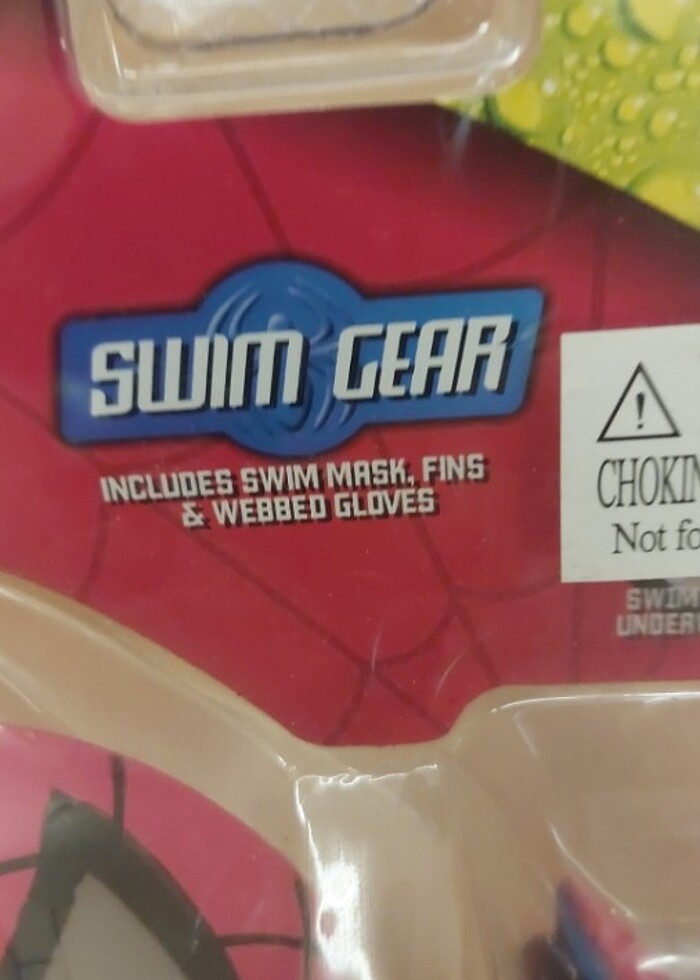 SWIM GEAR
INCLUDES SWIM MASK, FINS
& WEBBED GLOVES
CHOKIN
Not fo
SWIM
UNDER